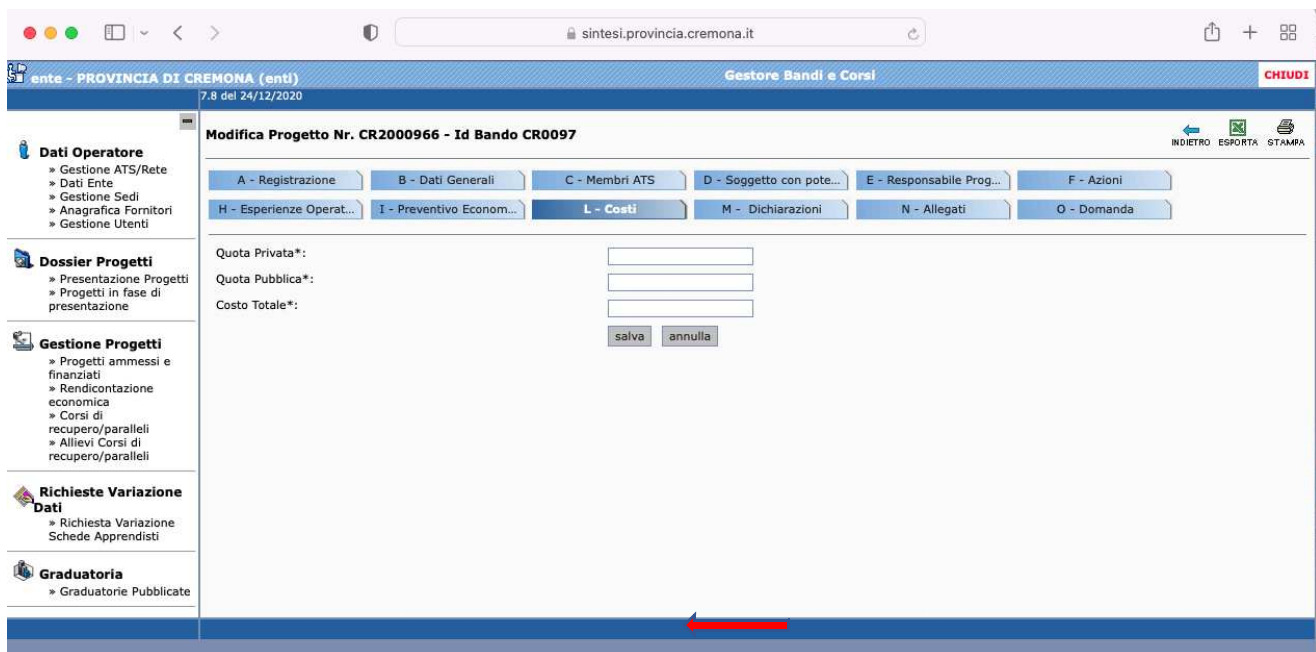 sintesi.provincia.cremona.it
ente - PROVINCIA DI CREMONA (enti)
Gestore Bandi e Corsi
CHIUDI
7.8 del 24/12/2020
Dati Operatore
» Gestione ATS/Rete
» Dati Ente
» Gestione Sedi
» Anagrafica Fornitori
» Gestione Utenti
Dossier Progetti
» Presentazione Progetti
» Progetti in fase di
presentazione
Gestione Progetti
» Progetti ammessi e
finanziati
» Rendicontazione
economica
» Corsi di
recupero/paralleli
» Allievi Corsi di
recupero/paralleli
Richieste Variazione
Dati
» Richiesta Variazione
Schede Apprendisti
Graduatoria
» Graduatorie Pubblicate
Modifica Progetto Nr. CR2000966 - Id Bando CR0097
INDIETRO ESPORTA STAMPA
A - Registrazione B - Dati Generali C - Membri ATS D - Soggetto con pote... E - Responsabile Prog... F - Azioni
H - Esperienze Operat... I - Preventivo Econom... L - Costi M - Dichiarazioni N - Allegati O - Domanda
Quota Privata*:
Quota Pubblica*:
Costo Totale*:
salva annulla